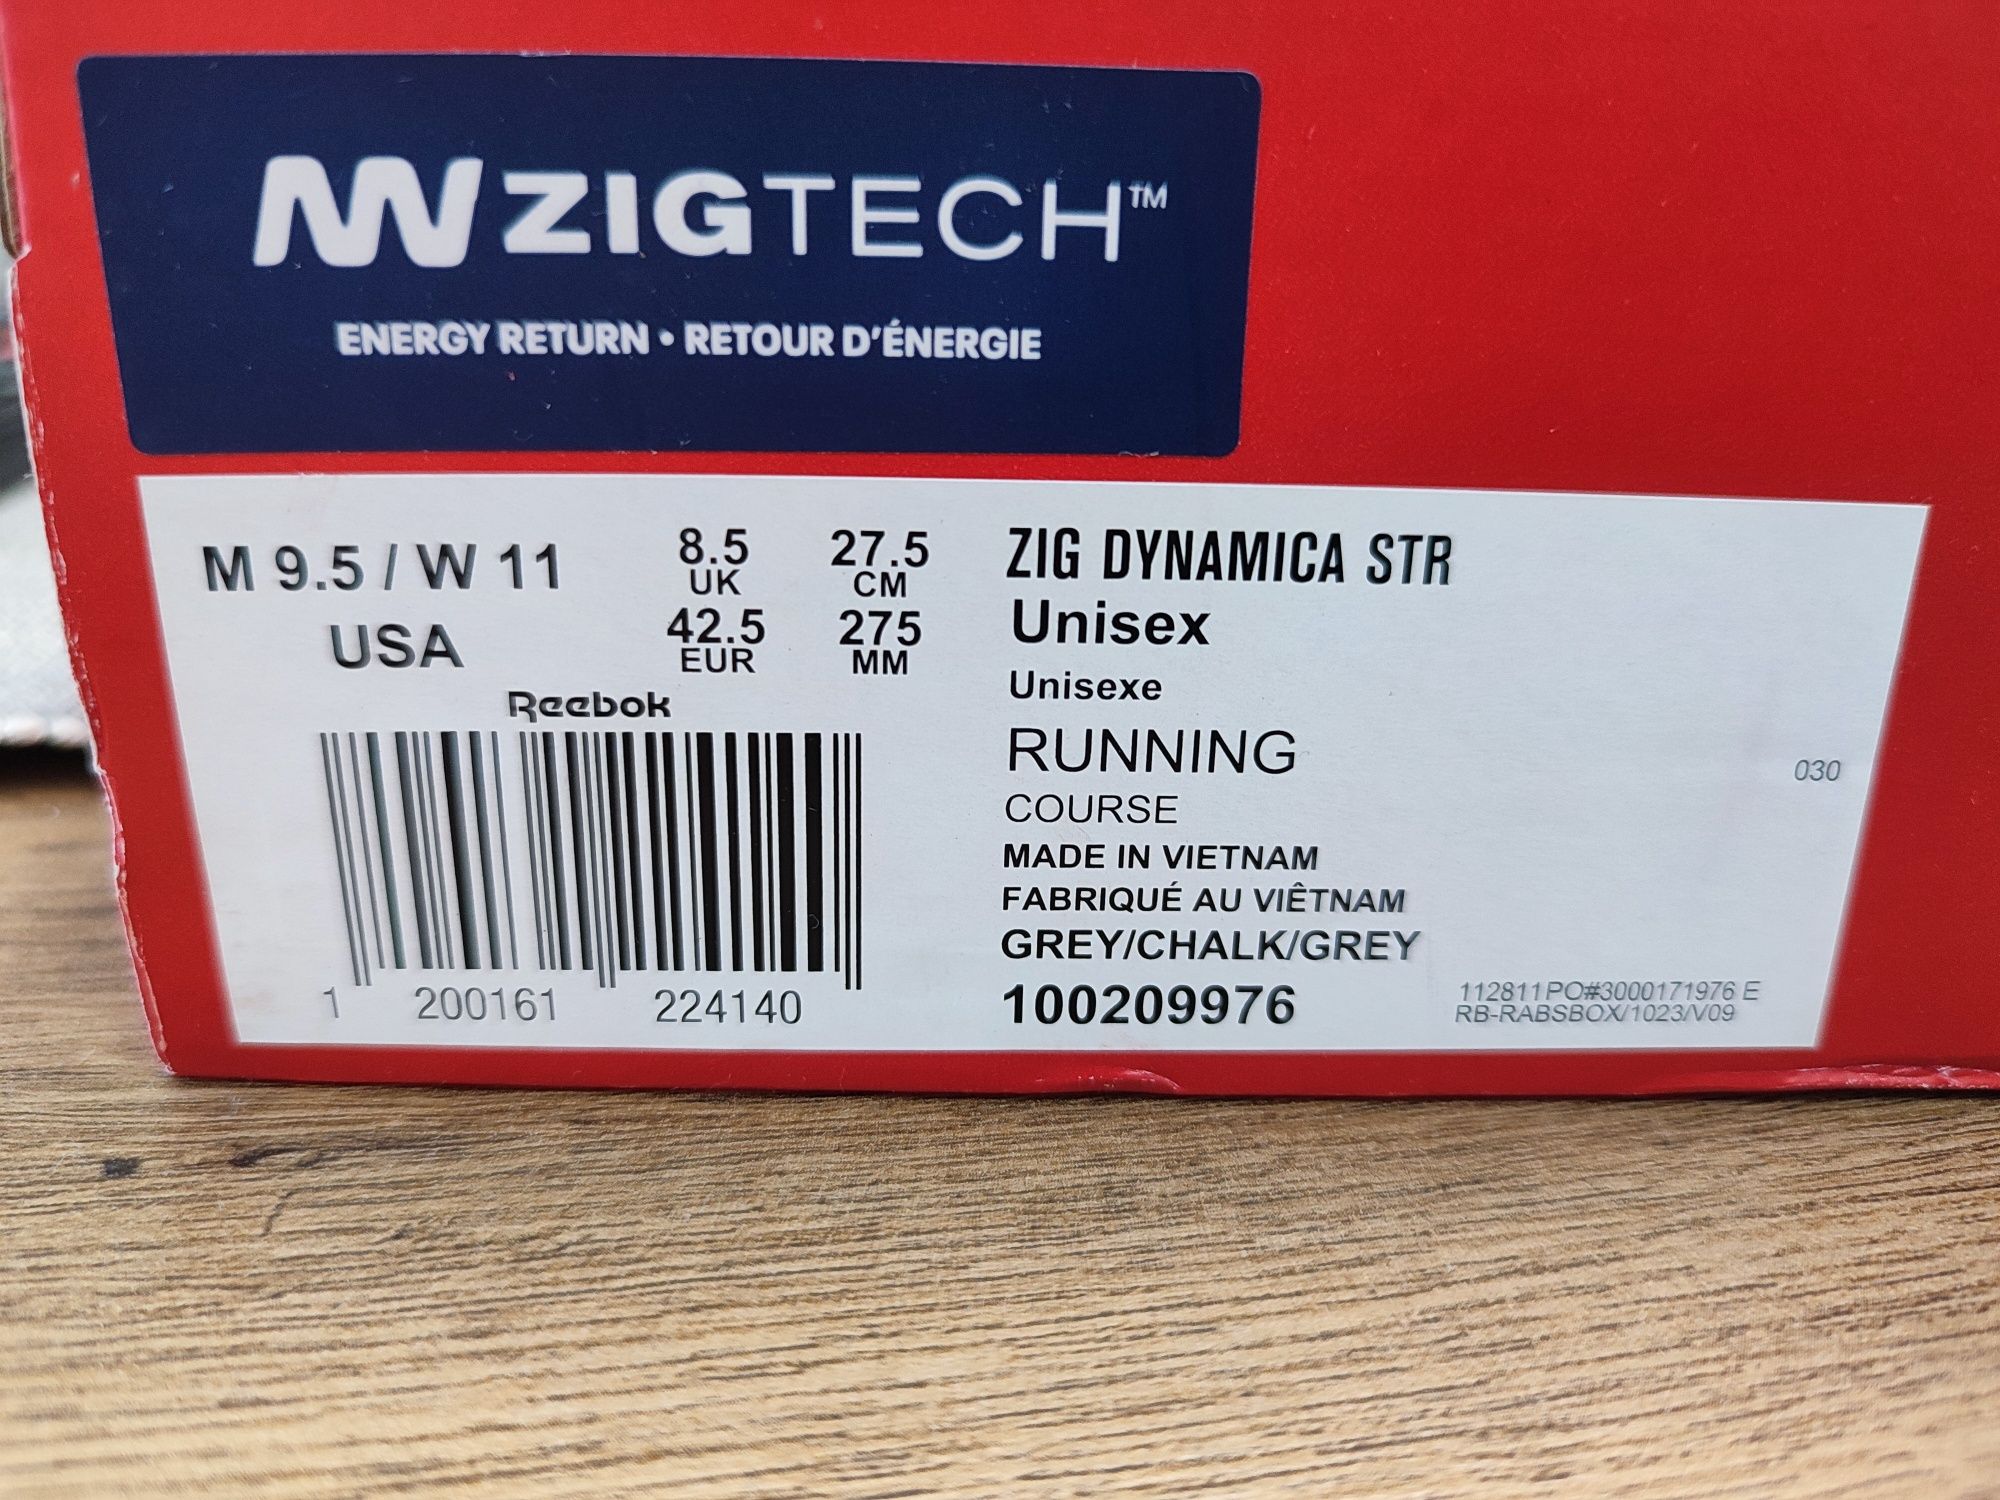 ZIGTECH™
ENERGY RETURN • RETOUR D'ÉNERGIE
M 9.5 / W 11
USA
8.5
UK
42.5
EUR
27.5
CM
275
MM
Reebok
1 200161 224140
ZIG DYNAMICA STR
Unisex
Unisexe
RUNNING
COURSE
MADE IN VIETNAM
FABRIQUÉ AU VIÊTNAM
GREY/CHALK/GREY
100209976
030
112811PO#3000171976 E
RB-RABSBOX/1023/V09